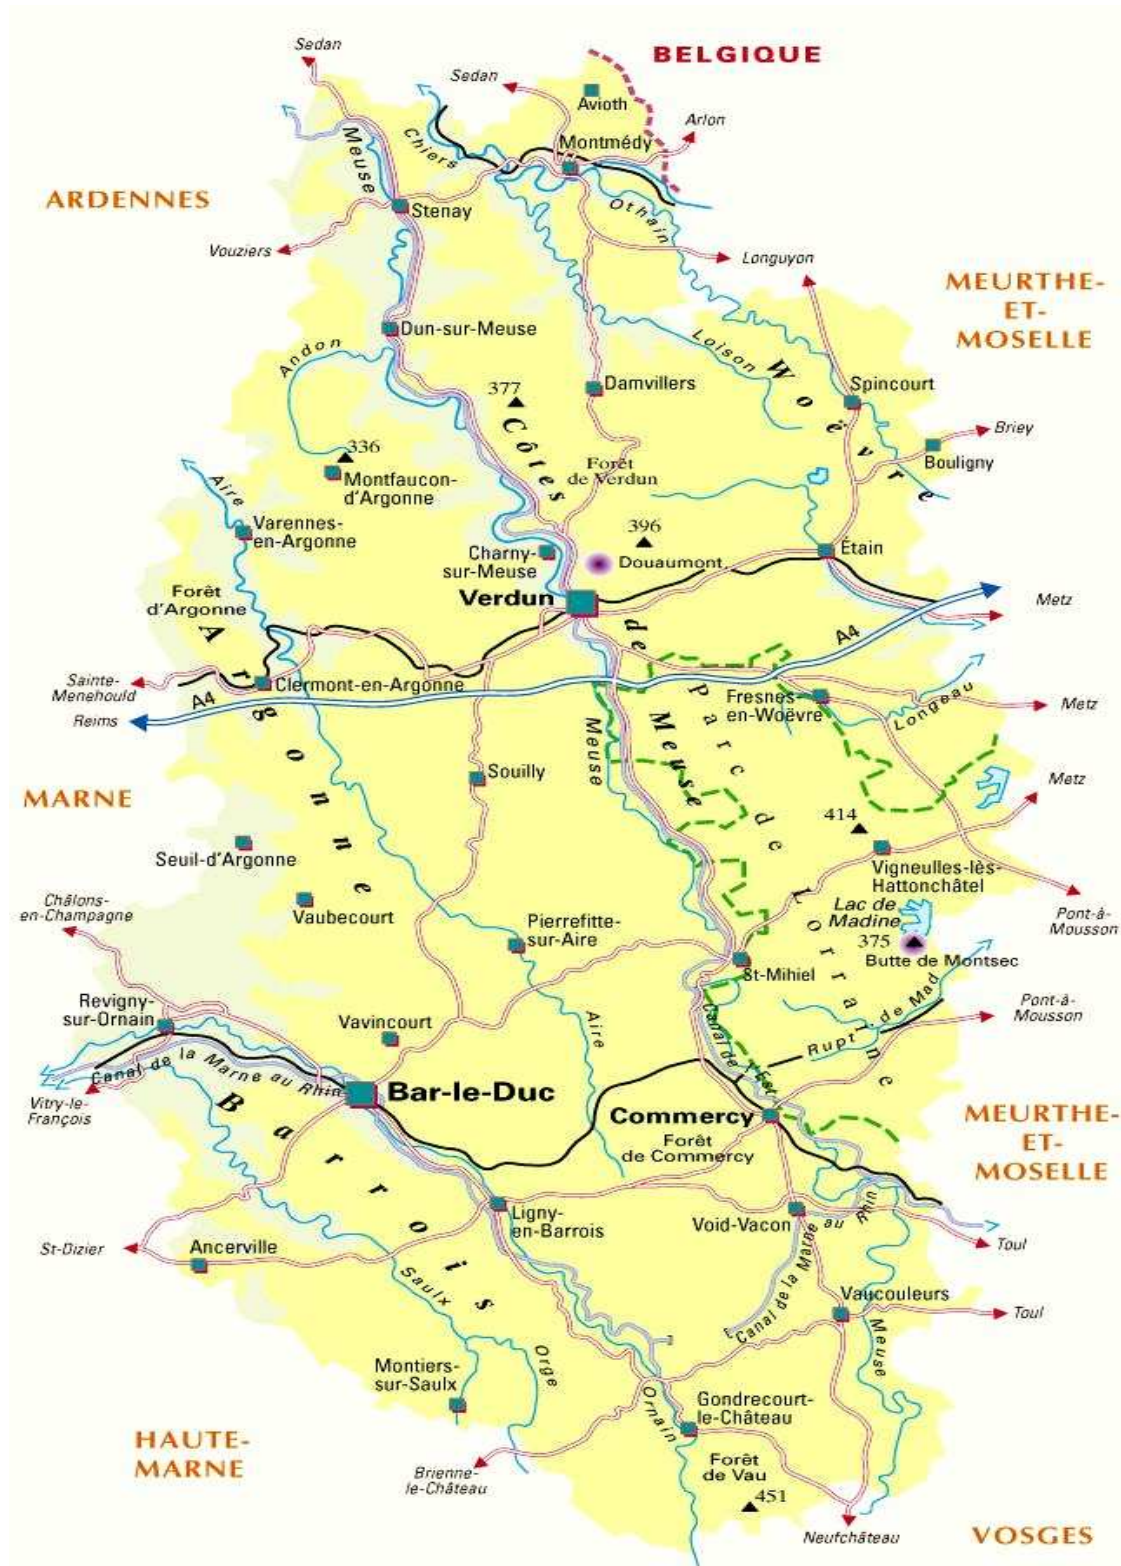 Sedan
BELGIQUE
Sedan
Avioth
Arlon
Meuse
Chiers
Montmédy
ARDENNES
Stenay
Othain
Vouziers
Longuyon
MEURTHE-
ET-
MOSELLE
Dun-sur-Meuse
Andon
Loison
Woëvre
377
Damvillers
Spincourt
Côtes de Meuse
Briey
336
Bouligny
Montfaucon-
d'Argonne
Forêt
de Verdun
Aire
Varennes-
en-Argonne
396
Étain
Charny-
sur-Meuse
Douaumont
Forêt
d'Argonne
Verdun
Metz
Argonne
A4
Sainte-
Menehould
Clermont-en-Argonne
A4
Reims
Parc de Lorraine
Fresnes-
en-Woëvre
Longeau
Metz
Meuse
Souilly
Metz
MARNE
414
Seuil-d'Argonne
Vigneulles-lès-
Hattonchâtel
Châlons-
en-Champagne
Vaubecourt
Lac de
Madine
Pont-à-
Mousson
Pierrefitte-
sur-Aire
375
Butte de Montsec
St-Mihiel
Revigny-
sur-Ornain
Vavincourt
Aire
Canal de l'Est
Rupt de Mad
Pont-à-
Mousson
Canal de la Marne au Rhin
Vitry-le-
François
Bar-le-Duc
Barrois
Commercy
Forêt
de Commercy
MEURTHE-
ET-
MOSELLE
Ligny-
en-Barrois
Void-Vacon
Canal de la Marne au Rhin
St-Dizier
Ancerville
Toul
Saulx
Vaucouleurs
Toul
Meuse
Montiers-
sur-Saulx
Orge
Ornain
Gondrecourt-
le-Château
HAUTE-
MARNE
Brienne-
le-Château
Forêt
de Vau
451
Neufchâteau
VOSGES